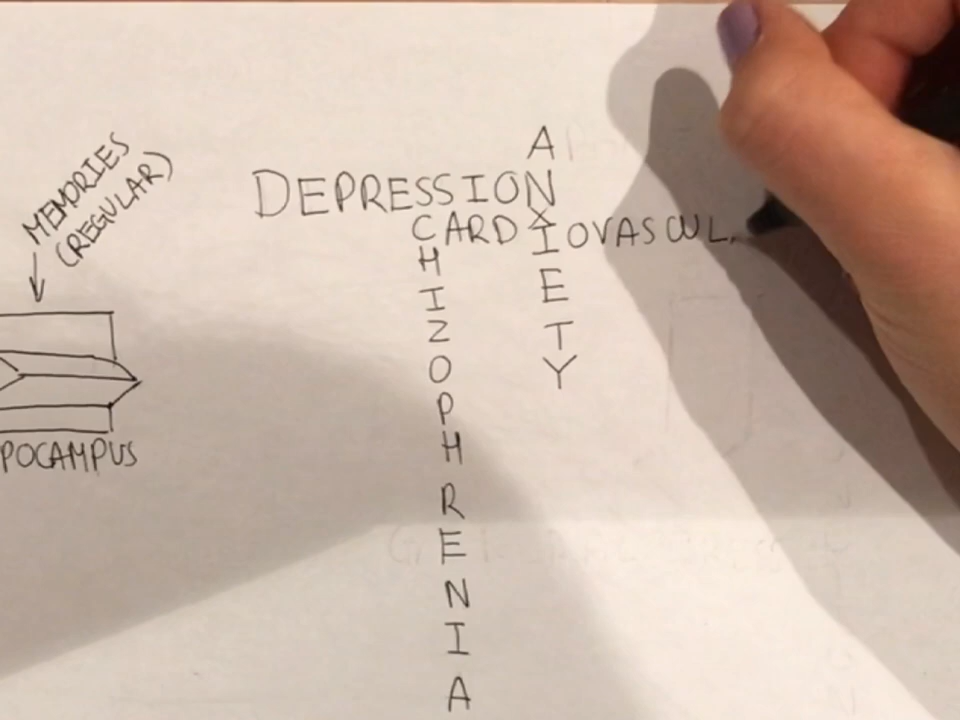 MEMORIES
(REGULAR)
POCAMPUS
DEPRESSION
ANXIETY
CARDIOVASCUL
SCHIZOPHRENIA